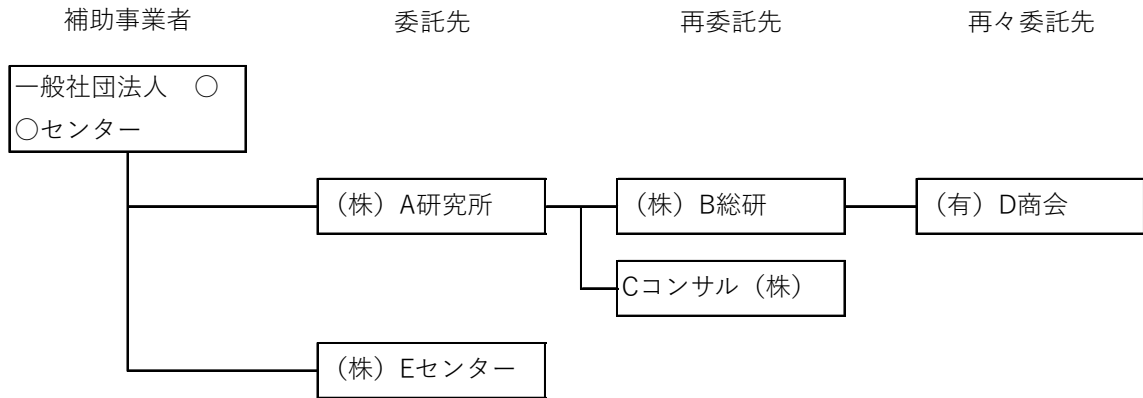 補助事業者
委託先
再委託先
再々委託先
一般社団法人　○
○センター
（株）A研究所
（株）B総研
（有）D商会
Cコンサル（株）
（株）Eセンター